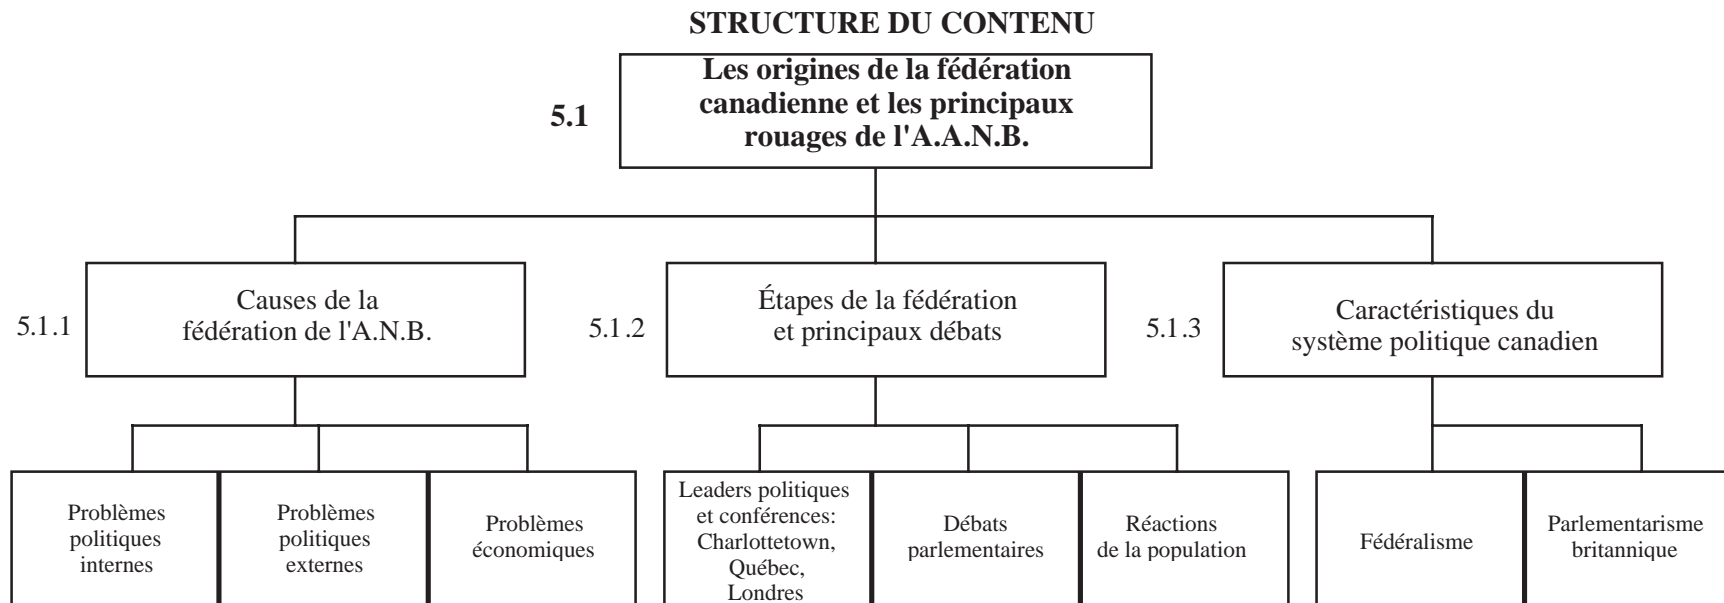 STRUCTURE DU CONTENU
5.1
Les origines de la fédération
canadienne et les principaux
rouages de l'A.A.N.B.
5.1.1
Causes de la
fédération de l'A.N.B.
5.1.2
Étapes de la fédération
et principaux débats
5.1.3
Caractéristiques du
système politique canadien
Problèmes
politiques
internes
Problèmes
politiques
externes
Problèmes
économiques
Leaders politiques
et conférences:
Charlottetown,
Québec,
Londres
Débats
parlementaires
Réactions
de la population
Fédéralisme
Parlementarisme
britannique